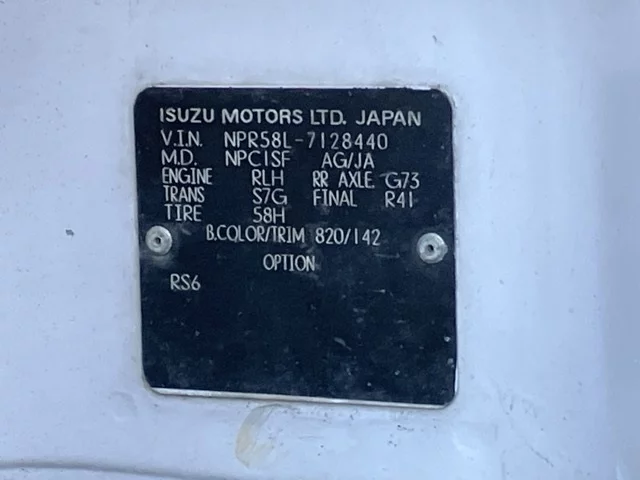 ISUZU MOTORS LTD. JAPAN
V.I.N. NPR58L-7128440
M.D. NPC1SF AG/JA
ENGINE RLH RR AXLE. G73
TRANS S7G FINAL R41
TIRE 58H
B.COLOR/TRIM 820/142
OPTION
RS6